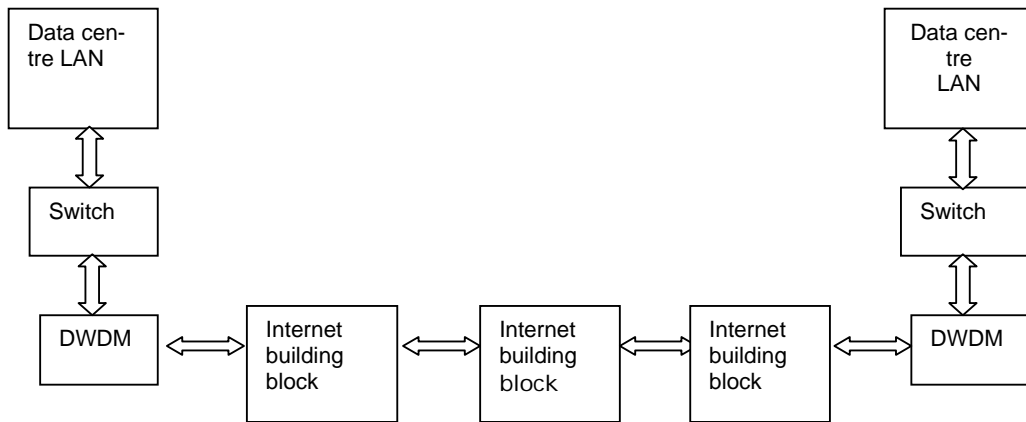 Data cen-
tre LAN
Data cen-
tre
LAN
Switch
Switch
DWDM
Internet
building
block
Internet
building
block
Internet
building
block
DWDM